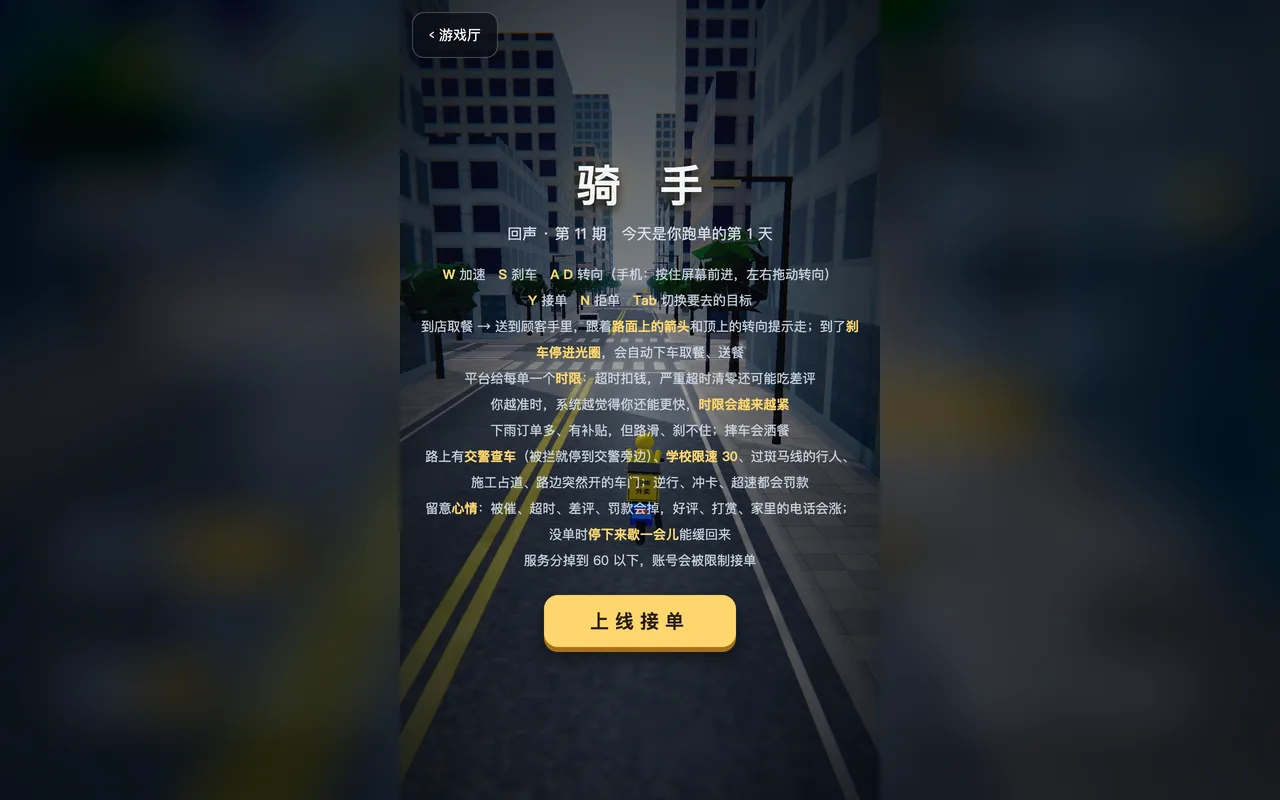 < 游戏厅
骑 手
回声 · 第 11 期 今天是你跑单的第 1 天
W 加速 S 刹车 A D 转向（手机：按住屏幕前进，左右拖动转向）
Y 接单 N 拒单 Tab 切换要去的目标
到店取餐 → 送到顾客手里，跟着路面上的箭头和顶上的转向提示走；到了刹
车停进光圈，会自动下车取餐、送餐
平台给每单一个时限：超时扣钱，严重超时清零还可能吃差评
你越准时，系统越觉得你还能更快，时限会越来越紧
下雨订单多、有补贴，但路滑、刹不住；摔车会洒餐
路上有交警查车（被拦就停到交警旁边）、学校限速 30、过斑马线的行人、
施工占道、路边突然开的车门；逆行、冲卡、超速都会罚款
留意心情：被催、超时、差评、罚款会掉，好评、打赏、家里的电话会涨；
没单时停下来歇一会儿能缓回来
服务分掉到 60 以下，账号会被限制接单
外卖
上线接单